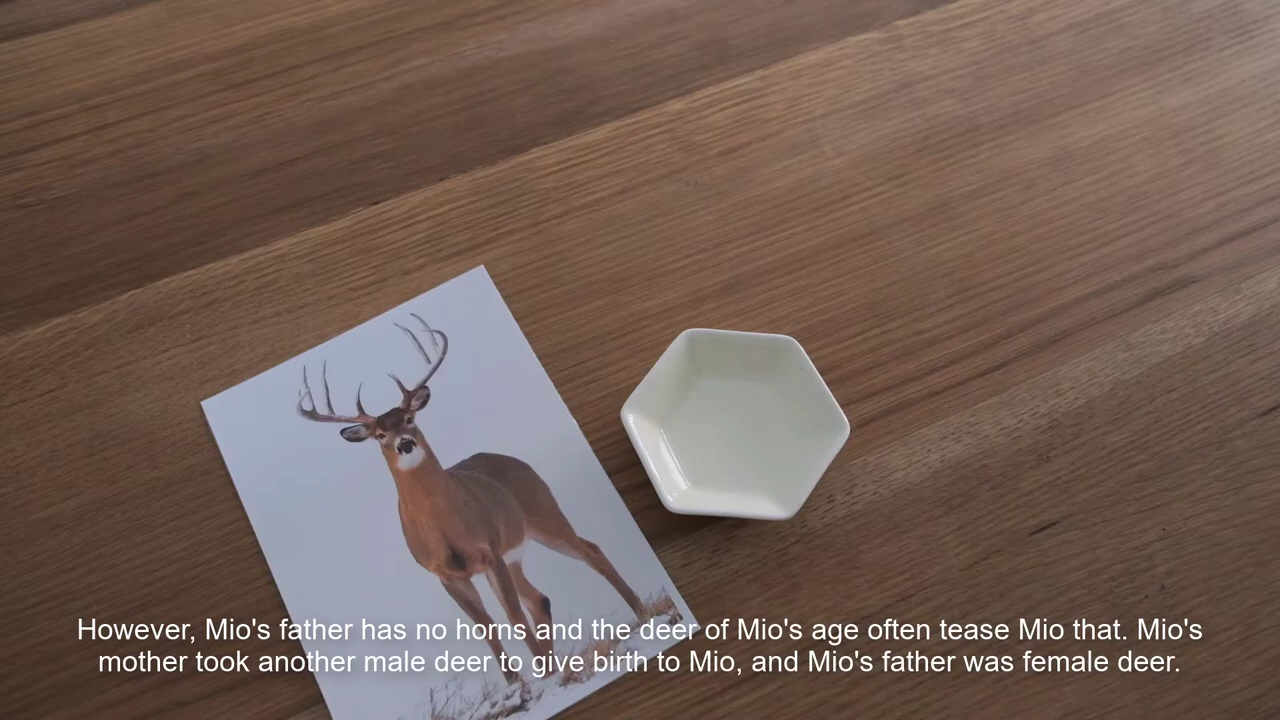 However, Mio's father has no horns and the deer of Mio's age often tease Mio that. Mio's
mother took another male deer to give birth to Mio, and Mio's father was female deer.